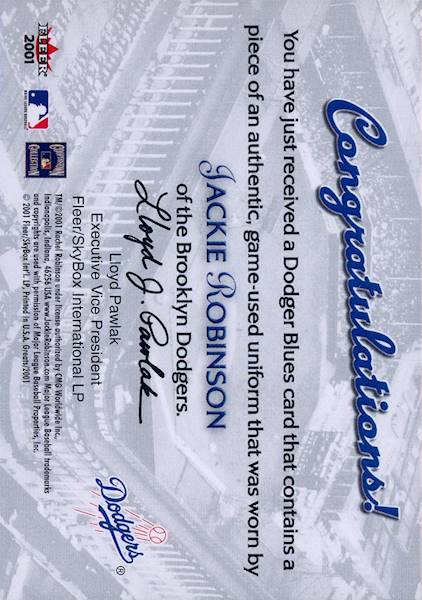 Congratulations!
You have just received a Dodger Blues card that contains a
piece of an authentic, game-used uniform that was worn by
JACKIE ROBINSON
of the Brooklyn Dodgers.
Lloyd J. Pawlak
Lloyd Pawlak
Executive Vice President
Fleer/SkyBox International LP
Dodgers®
FLEER
2001
COOPERSTOWN
COLLECTION
TM/©2001 Rachel Robinson under license authorized by CMG Worldwide Inc.,
Indianapolis, Indiana, 46256 USA www.JackieRobinson.com Major League Baseball trademarks
and copyrights are used with permission of Major League Baseball Properties, Inc.
© 2001 Fleer/SkyBox Int'l. LP, Printed in U.S.A. Greats/2001